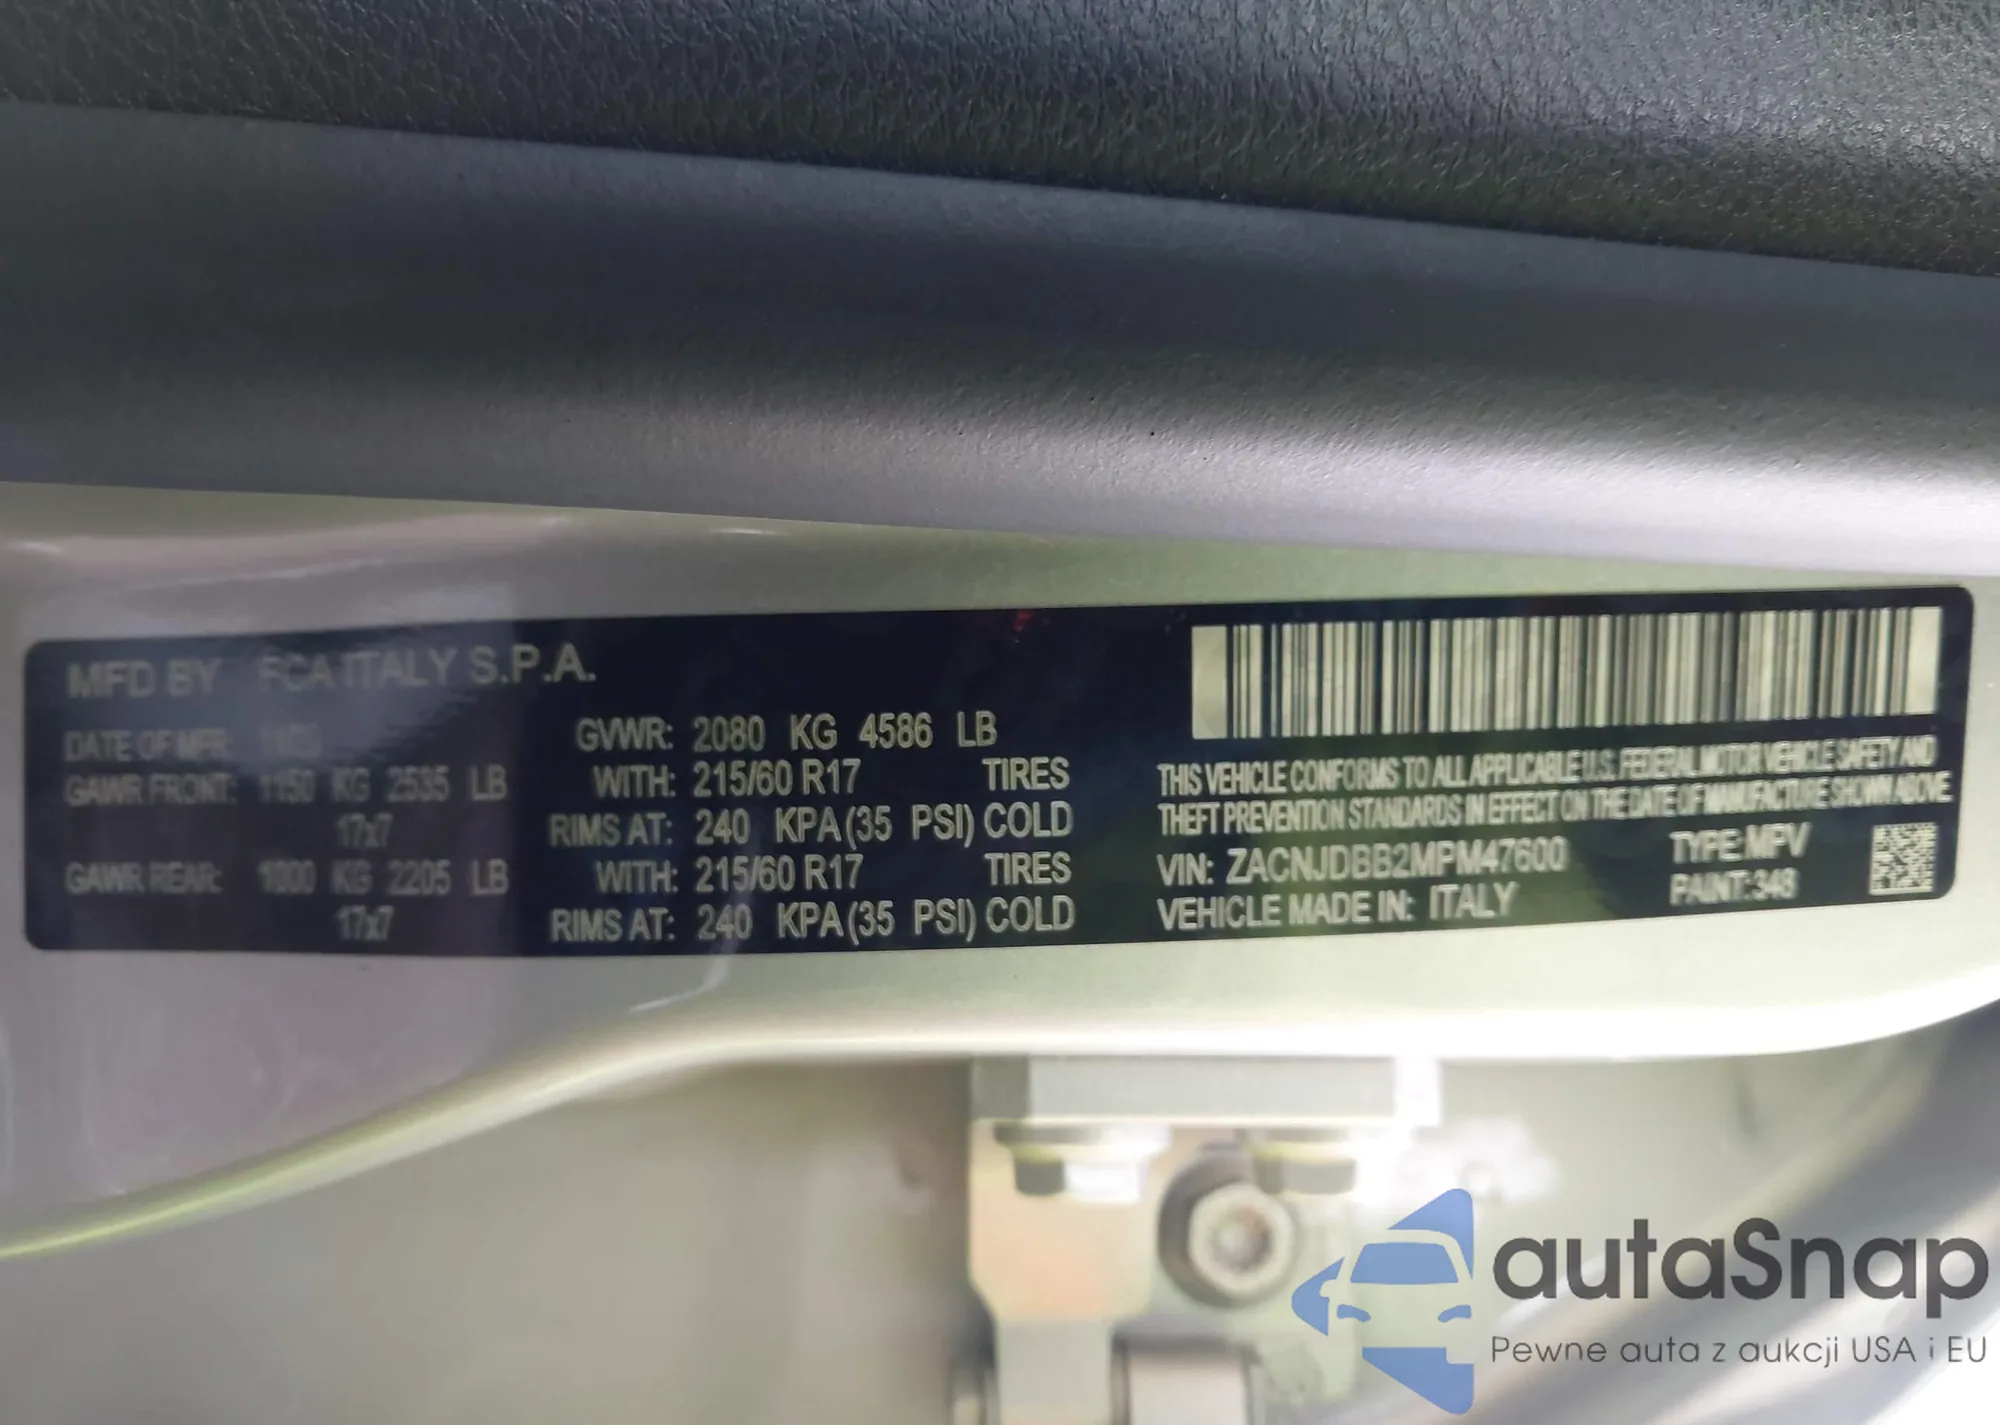 MFD BY FCA ITALY S.P.A.
DATE OF MFR: GVWR: 2080 KG 4586 LB
GAWR FRONT: 1150 KG 2535 LB WITH: 215/60 R17 TIRES
17x7 RIMS AT: 240 KPA(35 PSI) COLD
GAWR REAR: 1000 KG 2205 LB WITH: 215/60 R17 TIRES
17x7 RIMS AT: 240 KPA(35 PSI) COLD
THIS VEHICLE CONFORMS TO ALL APPLICABLE U.S. FEDERAL MOTOR VEHICLE SAFETY AND
THEFT PREVENTION STANDARDS IN EFFECT ON THE DATE OF MANUFACTURE SHOWN ABOVE
VIN: ZACNJDBB2MPM47600 TYPE: MPV
VEHICLE MADE IN: ITALY PAINT: 348
autaSnap
Pewne auta z aukcji USA i EU